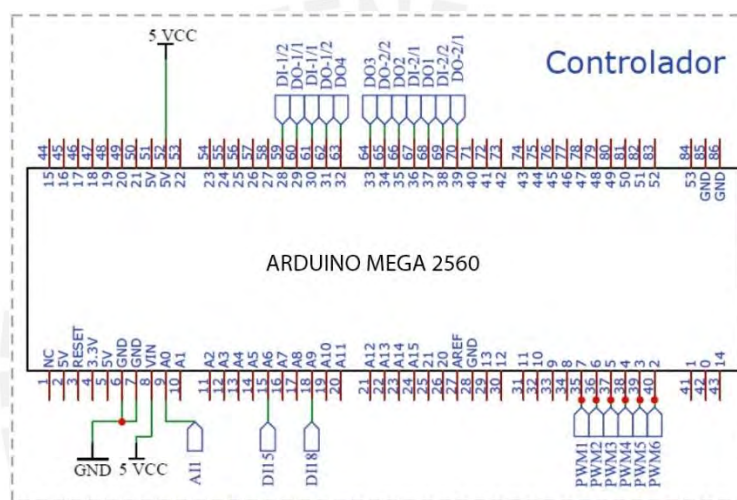 5 VCC
DI-1/2 DO-1/1 DI-1/1 DO-1/2 DO4 DO3 DO-2/2 DO2 DI-2/1 DO1 DI-2/2 DO-2/1
Controlador
44 45 46 47 48 49 50 51 52 53 54 55 56 57 58 59 60 61 62 63 64 65 66 67 68 69 70 71 72 73 74 75 76 77 78 79 80 81 82 83 84 85 86
15 16 17 18 19 20 21 5V 5V 22 23 24 25 26 27 28 29 30 31 32 33 34 35 36 37 38 39 40 41 42 43 44 45 46 47 48 49 50 51 52 53 GND GND
ARDUINO MEGA 2560
NC 5V RESET 3.3V 5V GND GND VIN A0 A1 A2 A3 A4 A5 A6 A7 A8 A9 A10 A11 A12 A13 A14 A15 21 20 AREF GND 13 12 11 10 9 8 7 6 5 4 3 2 1 0 14
1 2 3 4 5 6 7 8 9 10 11 12 13 14 15 16 17 18 19 20 21 22 23 24 25 26 27 28 29 30 31 32 33 34 35 36 37 38 39 40 41 42 43
GND 5 VCC AI1 DI15 DI18 PWM1 PWM2 PWM3 PWM4 PWM5 PWM6